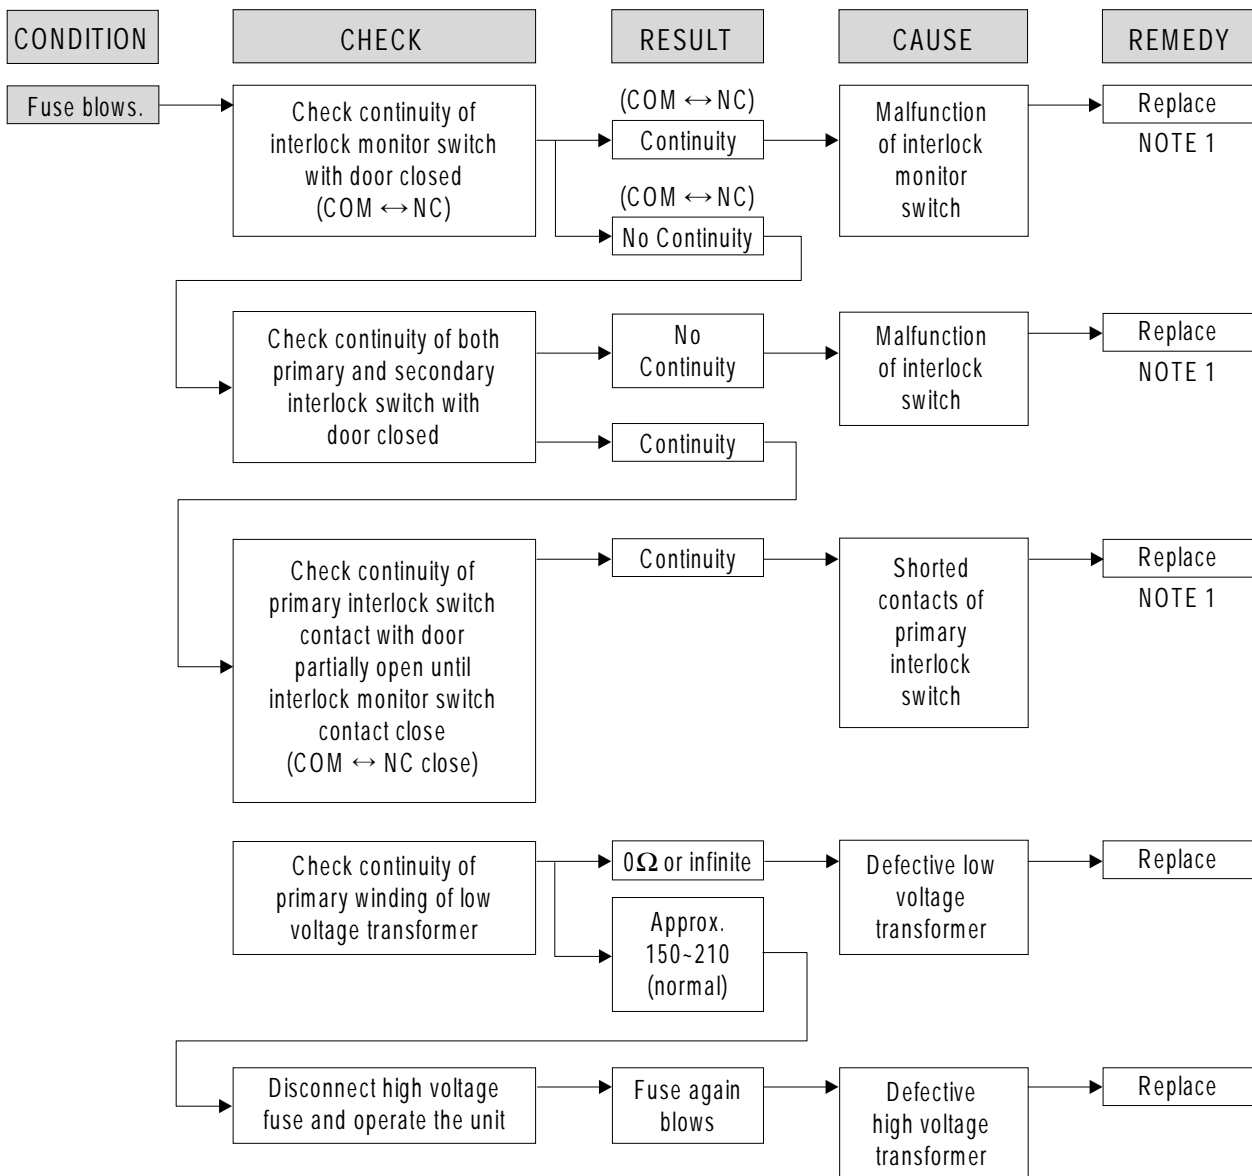 CONDITION
CHECK
RESULT
CAUSE
REMEDY
Fuse blows.
Check continuity of
interlock monitor switch
with door closed
(COM ↔ NC)
(COM ↔ NC)
Continuity
(COM ↔ NC)
No Continuity
Malfunction
of interlock
monitor
switch
Replace
NOTE 1
Check continuity of both
primary and secondary
interlock switch with
door closed
No
Continuity
Continuity
Malfunction
of interlock
switch
Replace
NOTE 1
Check continuity of
primary interlock switch
contact with door
partially open until
interlock monitor switch
contact close
(COM ↔ NC close)
Continuity
Shorted
contacts of
primary
interlock
switch
Replace
NOTE 1
Check continuity of
primary winding of low
voltage transformer
0Ω or infinite
Approx.
150~210
(normal)
Defective low
voltage
transformer
Replace
Disconnect high voltage
fuse and operate the unit
Fuse again
blows
Defective
high voltage
transformer
Replace